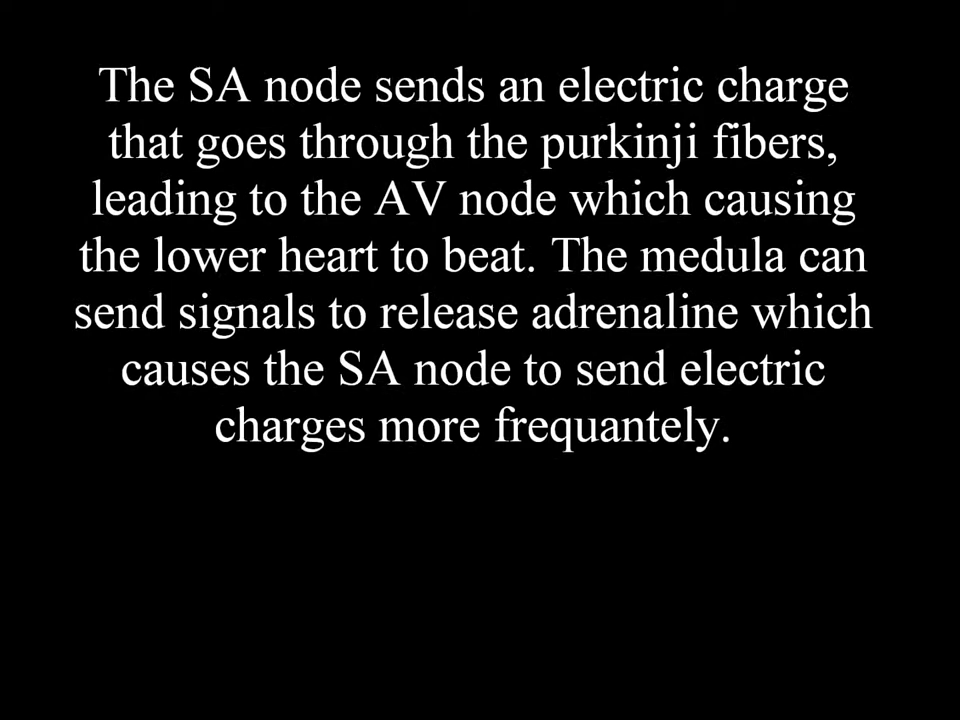 The SA node sends an electric charge
that goes through the purkinji fibers,
leading to the AV node which causing
the lower heart to beat. The medula can
send signals to release adrenaline which
causes the SA node to send electric
charges more frequantely.